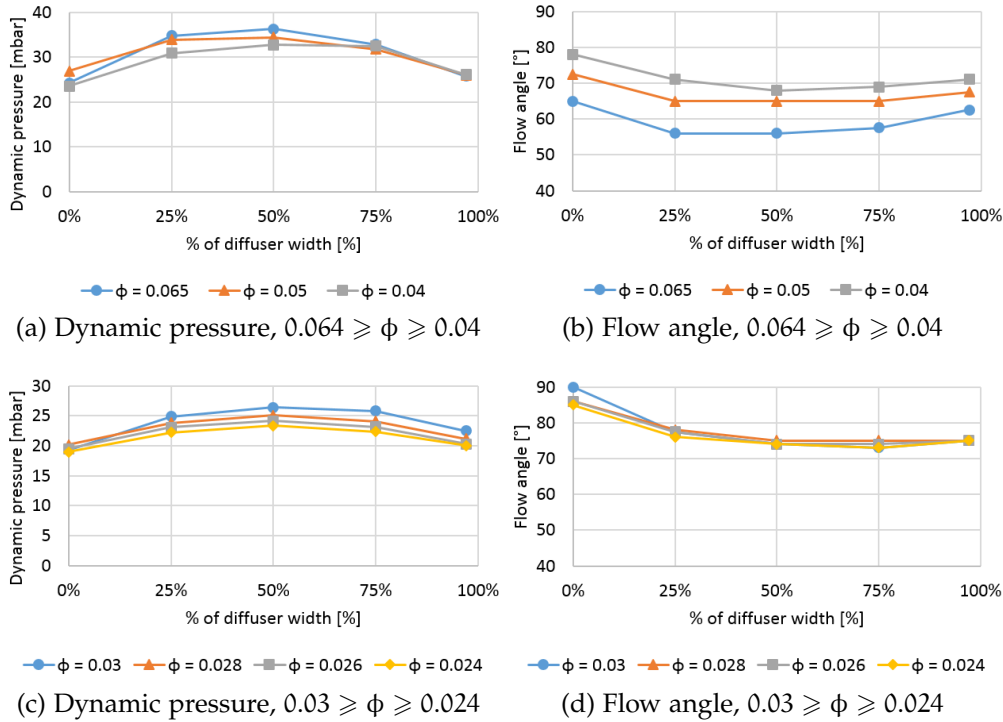 Dynamic pressure [mbar]
40
30
20
10
0
0% 25% 50% 75% 100%
% of diffuser width [%]
ϕ = 0.065 ϕ = 0.05 ϕ = 0.04
(a) Dynamic pressure, 0.064 ⩾ ϕ ⩾ 0.04
Flow angle [°]
90
80
70
60
50
40
0% 25% 50% 75% 100%
% of diffuser width [%]
ϕ = 0.065 ϕ = 0.05 ϕ = 0.04
(b) Flow angle, 0.064 ⩾ ϕ ⩾ 0.04
Dynamic pressure [mbar]
30
25
20
15
10
5
0
0% 25% 50% 75% 100%
% of diffuser width [%]
ϕ = 0.03 ϕ = 0.028 ϕ = 0.026 ϕ = 0.024
(c) Dynamic pressure, 0.03 ⩾ ϕ ⩾ 0.024
Flow angle [°]
90
80
70
60
50
40
0% 25% 50% 75% 100%
% of diffuser width [%]
ϕ = 0.03 ϕ = 0.028 ϕ = 0.026 ϕ = 0.024
(d) Flow angle, 0.03 ⩾ ϕ ⩾ 0.024